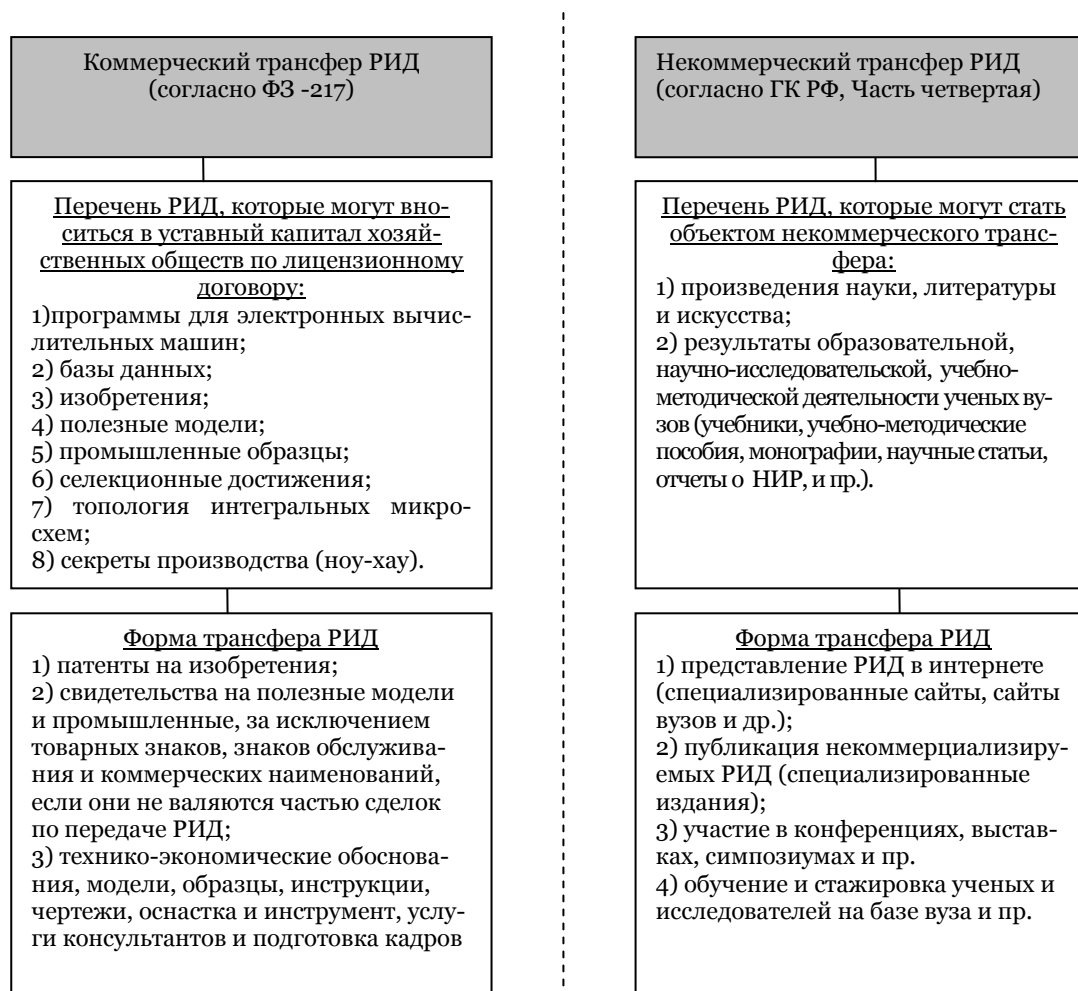 Коммерческий трансфер РИД
(согласно ФЗ -217)
Перечень РИД, которые могут вно-
ситься в уставный капитал хозяй-
ственных обществ по лицензионному
договору:
1)программы для электронных вычис-
лительных машин;
2) базы данных;
3) изобретения;
4) полезные модели;
5) промышленные образцы;
6) селекционные достижения;
7) топология интегральных микро-
схем;
8) секреты производства (ноу-хау).
Форма трансфера РИД
1) патенты на изобретения;
2) свидетельства на полезные модели
и промышленные, за исключением
товарных знаков, знаков обслужива-
ния и коммерческих наименований,
если они не валяются частью сделок
по передаче РИД;
3) технико-экономические обоснова-
ния, модели, образцы, инструкции,
чертежи, оснастка и инструмент, услу-
ги консультантов и подготовка кадров
Некоммерческий трансфер РИД
(согласно ГК РФ, Часть четвертая)
Перечень РИД, которые могут стать
объектом некоммерческого транс-
фера:
1) произведения науки, литературы
и искусства;
2) результаты образовательной,
научно-исследовательской, учебно-
методической деятельности ученых ву-
зов (учебники, учебно-методические
пособия, монографии, научные статьи,
отчеты о НИР, и пр.).
Форма трансфера РИД
1) представление РИД в интернете
(специализированные сайты, сайты
вузов и др.);
2) публикация некоммерциализируе-
мых РИД (специализированные
издания);
3) участие в конференциях, выстав-
ках, симпозиумах и пр.
4) обучение и стажировка ученых и
исследователей на базе вуза и пр.